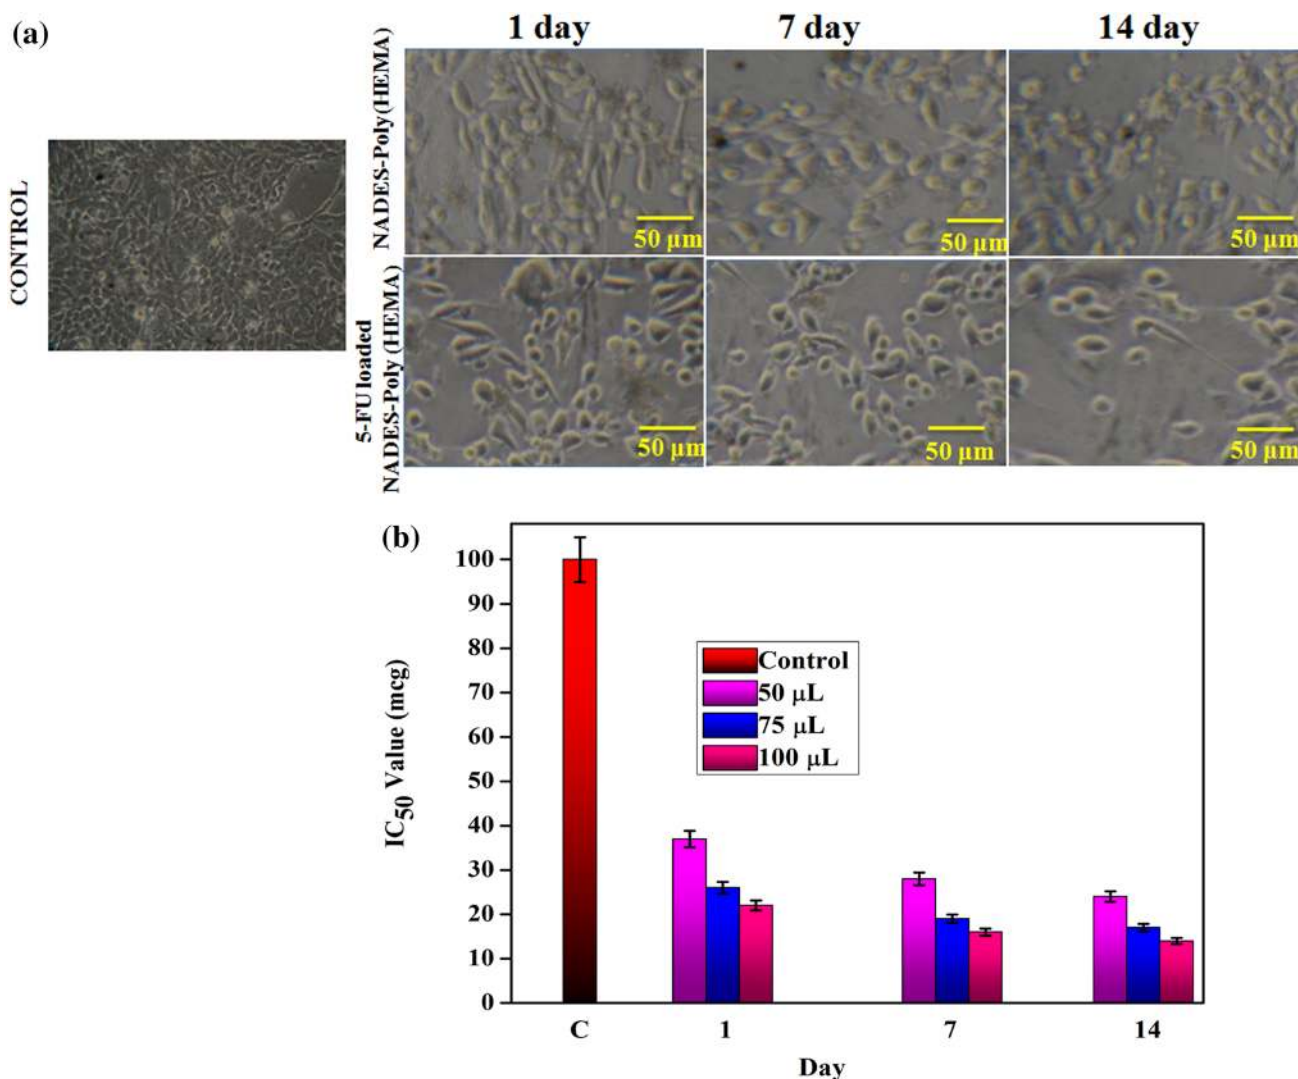 (a)
1 day
7 day
14 day
CONTROL
NADES-Poly(HEMA)
50 µm
50 µm
50 µm
5-FU loaded
NADES-Poly (HEMA)
50 µm
50 µm
50 µm
(b)
IC50 Value (mcg)
100
90
80
70
60
50
40
30
20
10
0
Control
50 µL
75 µL
100 µL
C
1
7
14
Day